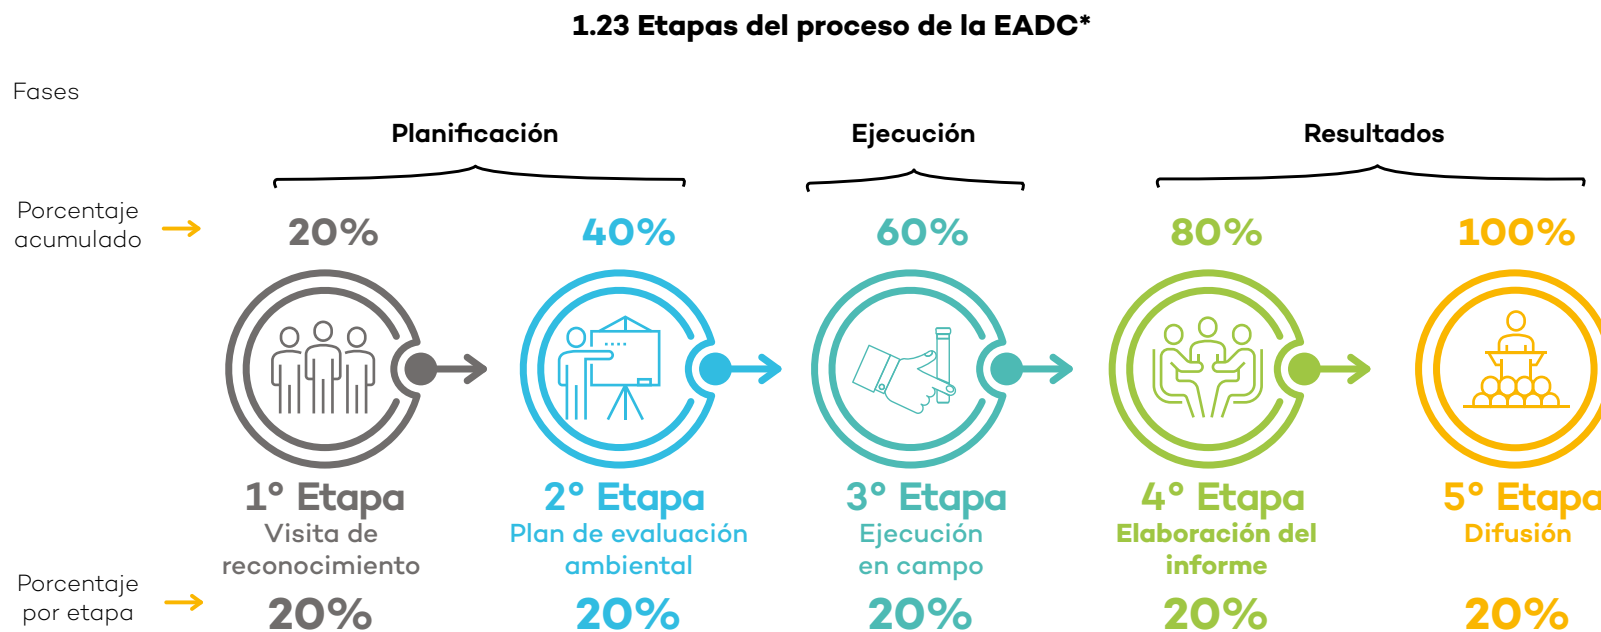 1.23 Etapas del proceso de la EADC*
Fases
Planificación
Ejecución
Resultados
Porcentaje
acumulado
20%
40%
60%
80%
100%
1° Etapa
Visita de
reconocimiento
2° Etapa
Plan de evaluación
ambiental
3° Etapa
Ejecución
en campo
4° Etapa
Elaboración del
informe
5° Etapa
Difusión
Porcentaje
por etapa
20%
20%
20%
20%
20%